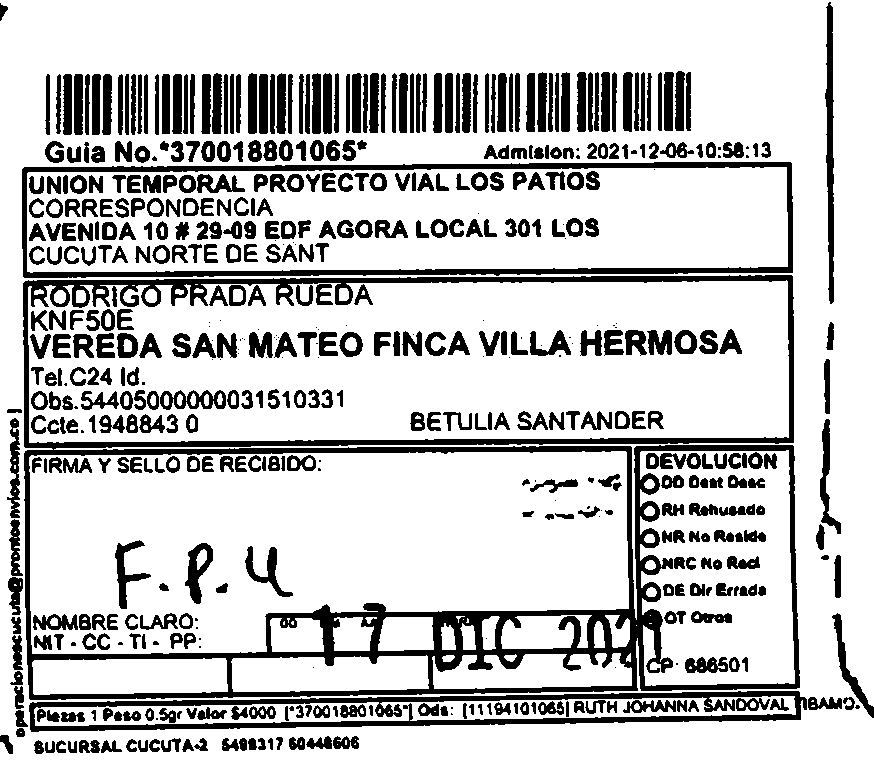 Guia No.*370018801065*
Admision: 2021-12-06-10:58:13
UNION TEMPORAL PROYECTO VIAL LOS PATIOS
CORRESPONDENCIA
AVENIDA 10 # 29-09 EDF AGORA LOCAL 301 LOS
CUCUTA NORTE DE SANT
RODRIGO PRADA RUEDA
KNF50E
VEREDA SAN MATEO FINCA VILLA HERMOSA
Tel.C24 Id.
Obs.54405000000031510331
Ccte.1948843 0
BETULIA SANTANDER
FIRMA Y SELLO DE RECIBIDO:
F.P.U
NOMBRE CLARO:
NIT - CC - TI - PP:
17 DIC 2021
DEVOLUCION
DD Dest Desc
RH Rehusado
NR No Reside
NRC No Recl
DE Dir Errada
OT Otros
CP: 686501
Piezas 1 Peso 0.5gr Valor $4000 [*370018801065*] Ods: [11194101065] RUTH JOHANNA SANDOVAL
SUCURSAL CUCUTA-2 5499317 60448606
operacionescucuta@prontoenvios.com.co ]